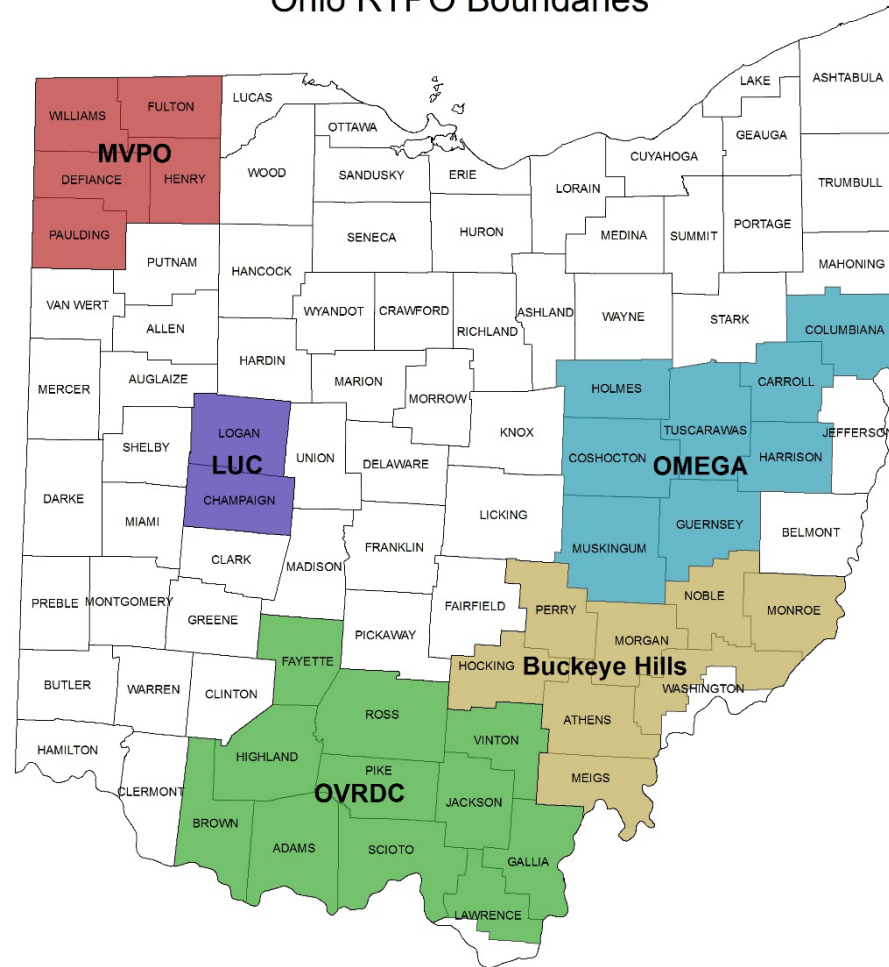 Ohio RTPO Boundaries
LAKE
ASHTABULA
WILLIAMS
FULTON
LUCAS
OTTAWA
GEAUGA
CUYAHOGA
MVPO
DEFIANCE
HENRY
WOOD
SANDUSKY
ERIE
LORAIN
TRUMBULL
PAULDING
SENECA
HURON
MEDINA
SUMMIT
PORTAGE
PUTNAM
HANCOCK
MAHONING
VAN WERT
ALLEN
WYANDOT
CRAWFORD
RICHLAND
ASHLAND
WAYNE
STARK
COLUMBIANA
HARDIN
MERCER
AUGLAIZE
MARION
MORROW
HOLMES
CARROLL
LOGAN
KNOX
TUSCARAWAS
JEFFERSON
SHELBY
LUC
UNION
DELAWARE
COSHOCTON
OMEGA
HARRISON
DARKE
CHAMPAIGN
MIAMI
LICKING
GUERNSEY
BELMONT
CLARK
MADISON
FRANKLIN
MUSKINGUM
PREBLE
MONTGOMERY
GREENE
FAIRFIELD
PERRY
NOBLE
MONROE
PICKAWAY
MORGAN
FAYETTE
HOCKING
Buckeye Hills
BUTLER
WARREN
CLINTON
WASHINGTON
ROSS
ATHENS
HAMILTON
HIGHLAND
VINTON
PIKE
MEIGS
CLERMONT
OVRDC
JACKSON
BROWN
ADAMS
SCIOTO
GALLIA
LAWRENCE